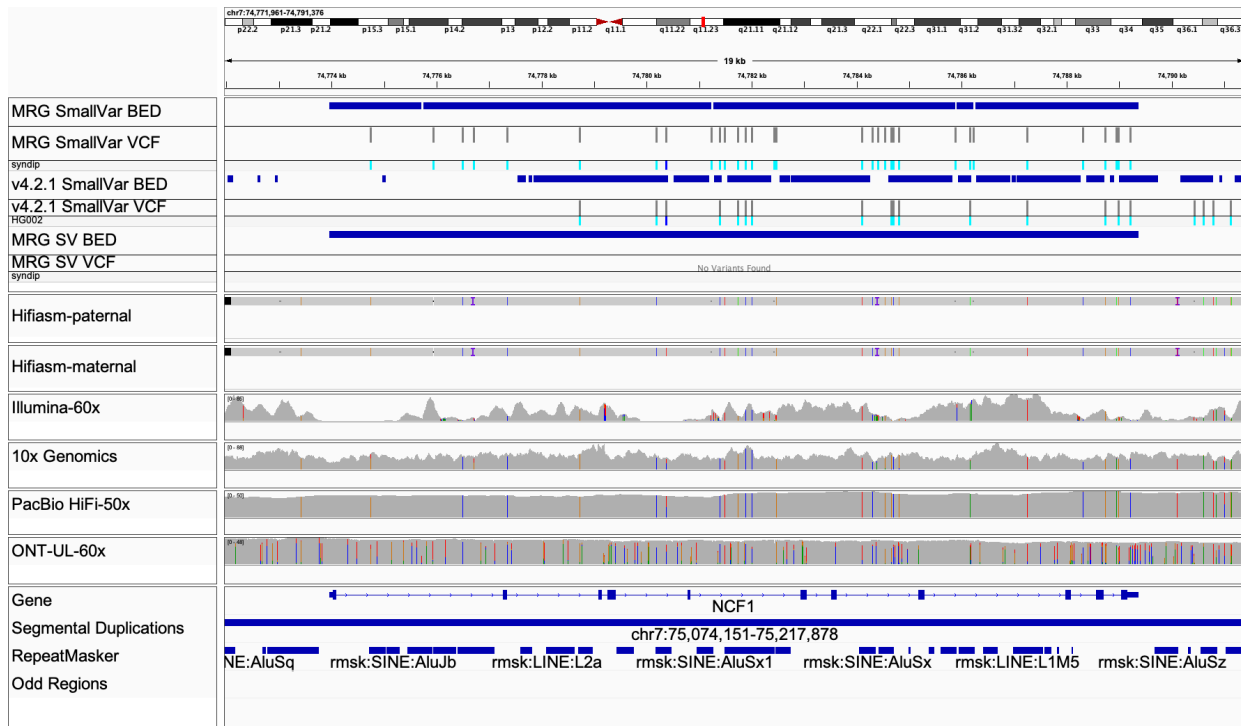 chr7:74,771,961-74,791,376
p22.2 p21.3 p21.2 p15.3 p15.1 p14.2 p13 p12.2 p11.2 q11.1 q11.22 q11.23 q21.11 q21.12 q21.3 q22.1 q22.3 q31.1 q31.2 q31.32 q32.1 q33 q34 q35 q36.1 q36.3
19 kb
74,774 kb 74,776 kb 74,778 kb 74,780 kb 74,782 kb 74,784 kb 74,786 kb 74,788 kb 74,790 kb
MRG SmallVar BED
MRG SmallVar VCF
syndip
v4.2.1 SmallVar BED
v4.2.1 SmallVar VCF
HG002
MRG SV BED
MRG SV VCF
No Variants Found
syndip
Hifiasm-paternal
Hifiasm-maternal
Illumina-60x
10x Genomics
PacBio HiFi-50x
[0 - 50]
ONT-UL-60x
Gene
NCF1
Segmental Duplications
chr7:75,074,151-75,217,878
RepeatMasker
NE:AluSq rmsk:SINE:AluJb rmsk:LINE:L2a rmsk:SINE:AluSx1 rmsk:SINE:AluSx rmsk:LINE:L1M5 rmsk:SINE:AluSz
Odd Regions